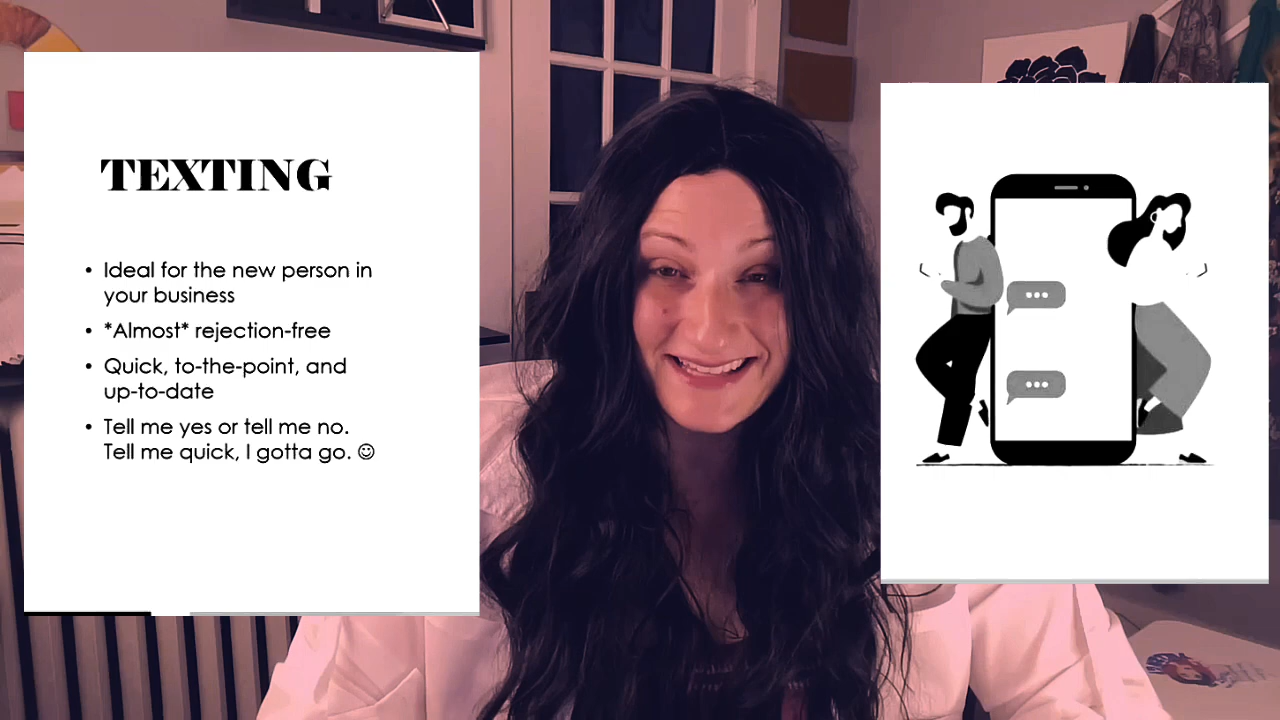 TEXTING
• Ideal for the new person in
your business
• *Almost* rejection-free
• Quick, to-the-point, and
up-to-date
• Tell me yes or tell me no.
Tell me quick, I gotta go. ☺